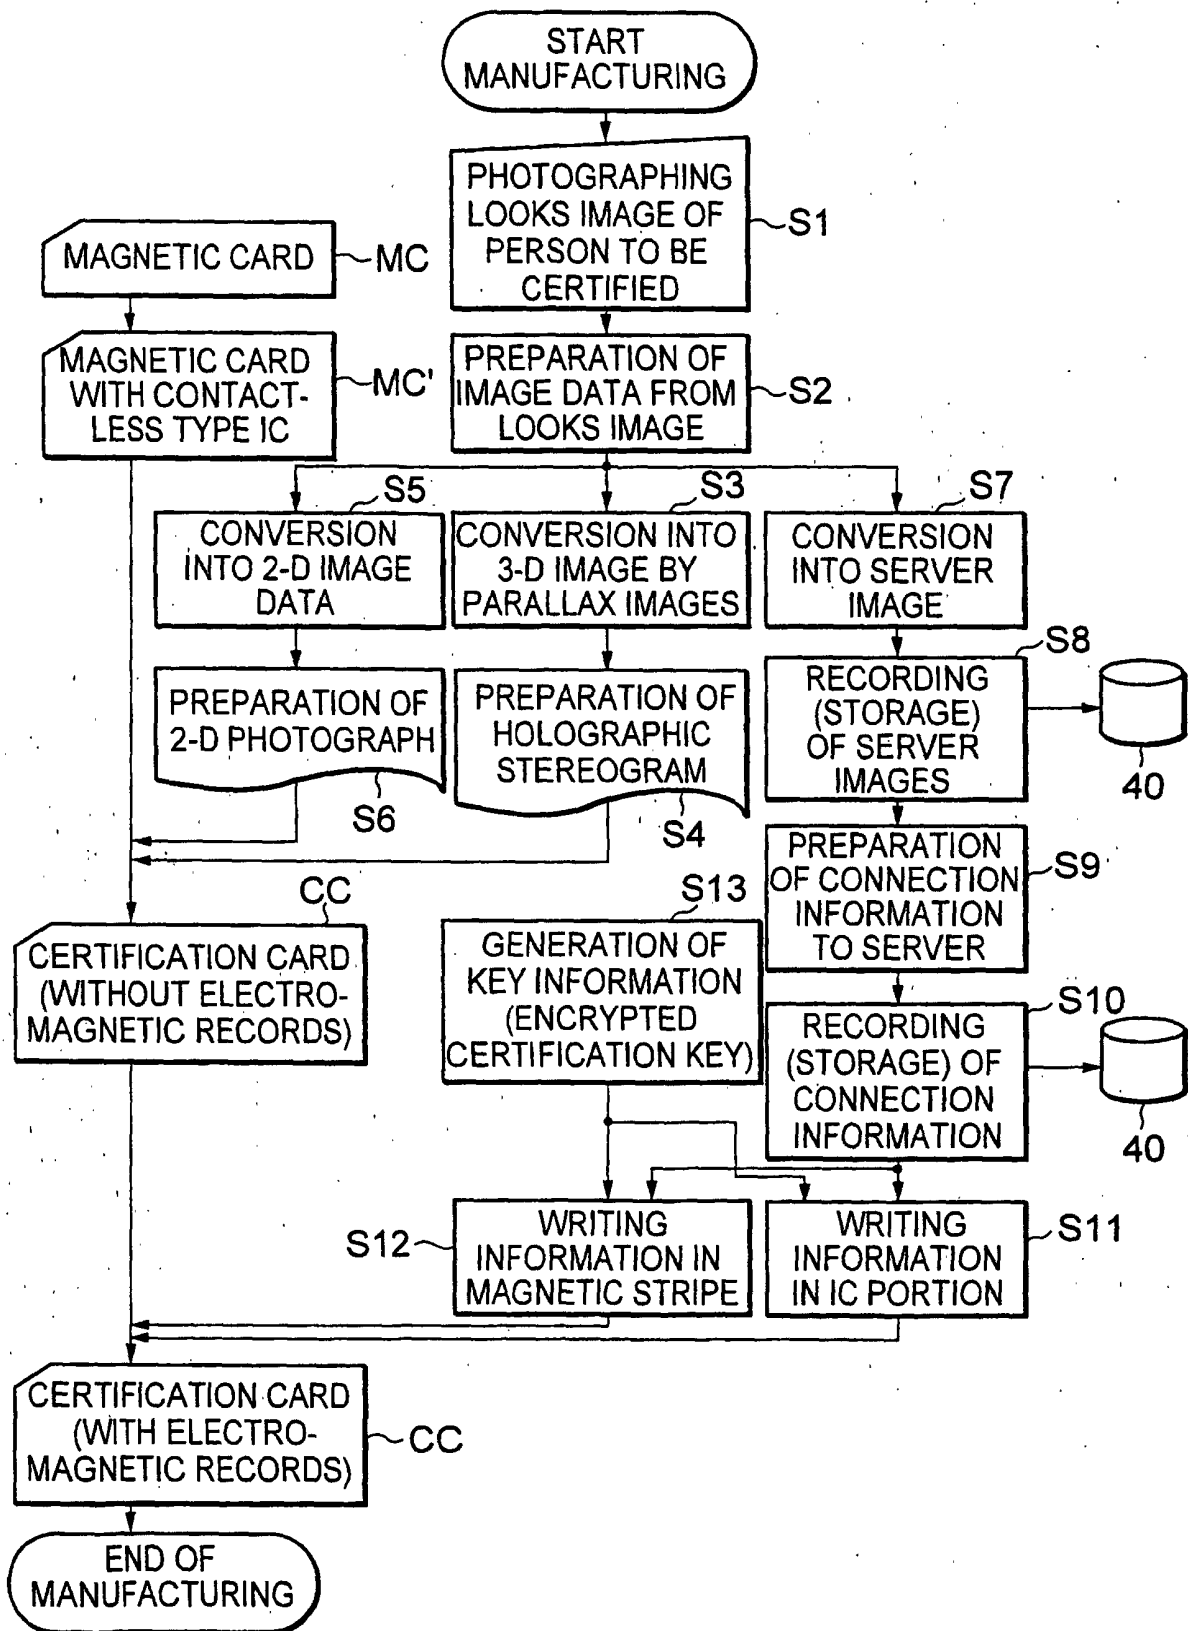 START
MANUFACTURING
PHOTOGRAPHING
LOOKS IMAGE OF
PERSON TO BE
CERTIFIED
S1
MAGNETIC CARD
MC
MAGNETIC CARD
WITH CONTACT-
LESS TYPE IC
MC'
PREPARATION OF
IMAGE DATA FROM
LOOKS IMAGE
S2
S5
CONVERSION
INTO 2-D IMAGE
DATA
S3
CONVERSION INTO
3-D IMAGE BY
PARALLAX IMAGES
S7
CONVERSION
INTO SERVER
IMAGE
PREPARATION OF
2-D PHOTOGRAPH
S6
PREPARATION OF
HOLOGRAPHIC
STEREOGRAM
S4
S8
RECORDING
(STORAGE)
OF SERVER
IMAGES
40
PREPARATION
OF CONNECTION
INFORMATION
TO SERVER
S9
CC
CERTIFICATION CARD
(WITHOUT ELECTRO-
MAGNETIC RECORDS)
S13
GENERATION OF
KEY INFORMATION
(ENCRYPTED
CERTIFICATION KEY)
S10
RECORDING
(STORAGE) OF
CONNECTION
INFORMATION
40
S12
WRITING
INFORMATION IN
MAGNETIC STRIPE
WRITING
INFORMATION
IN IC PORTION
S11
CERTIFICATION CARD
(WITH ELECTRO-
MAGNETIC RECORDS)
CC
END OF
MANUFACTURING